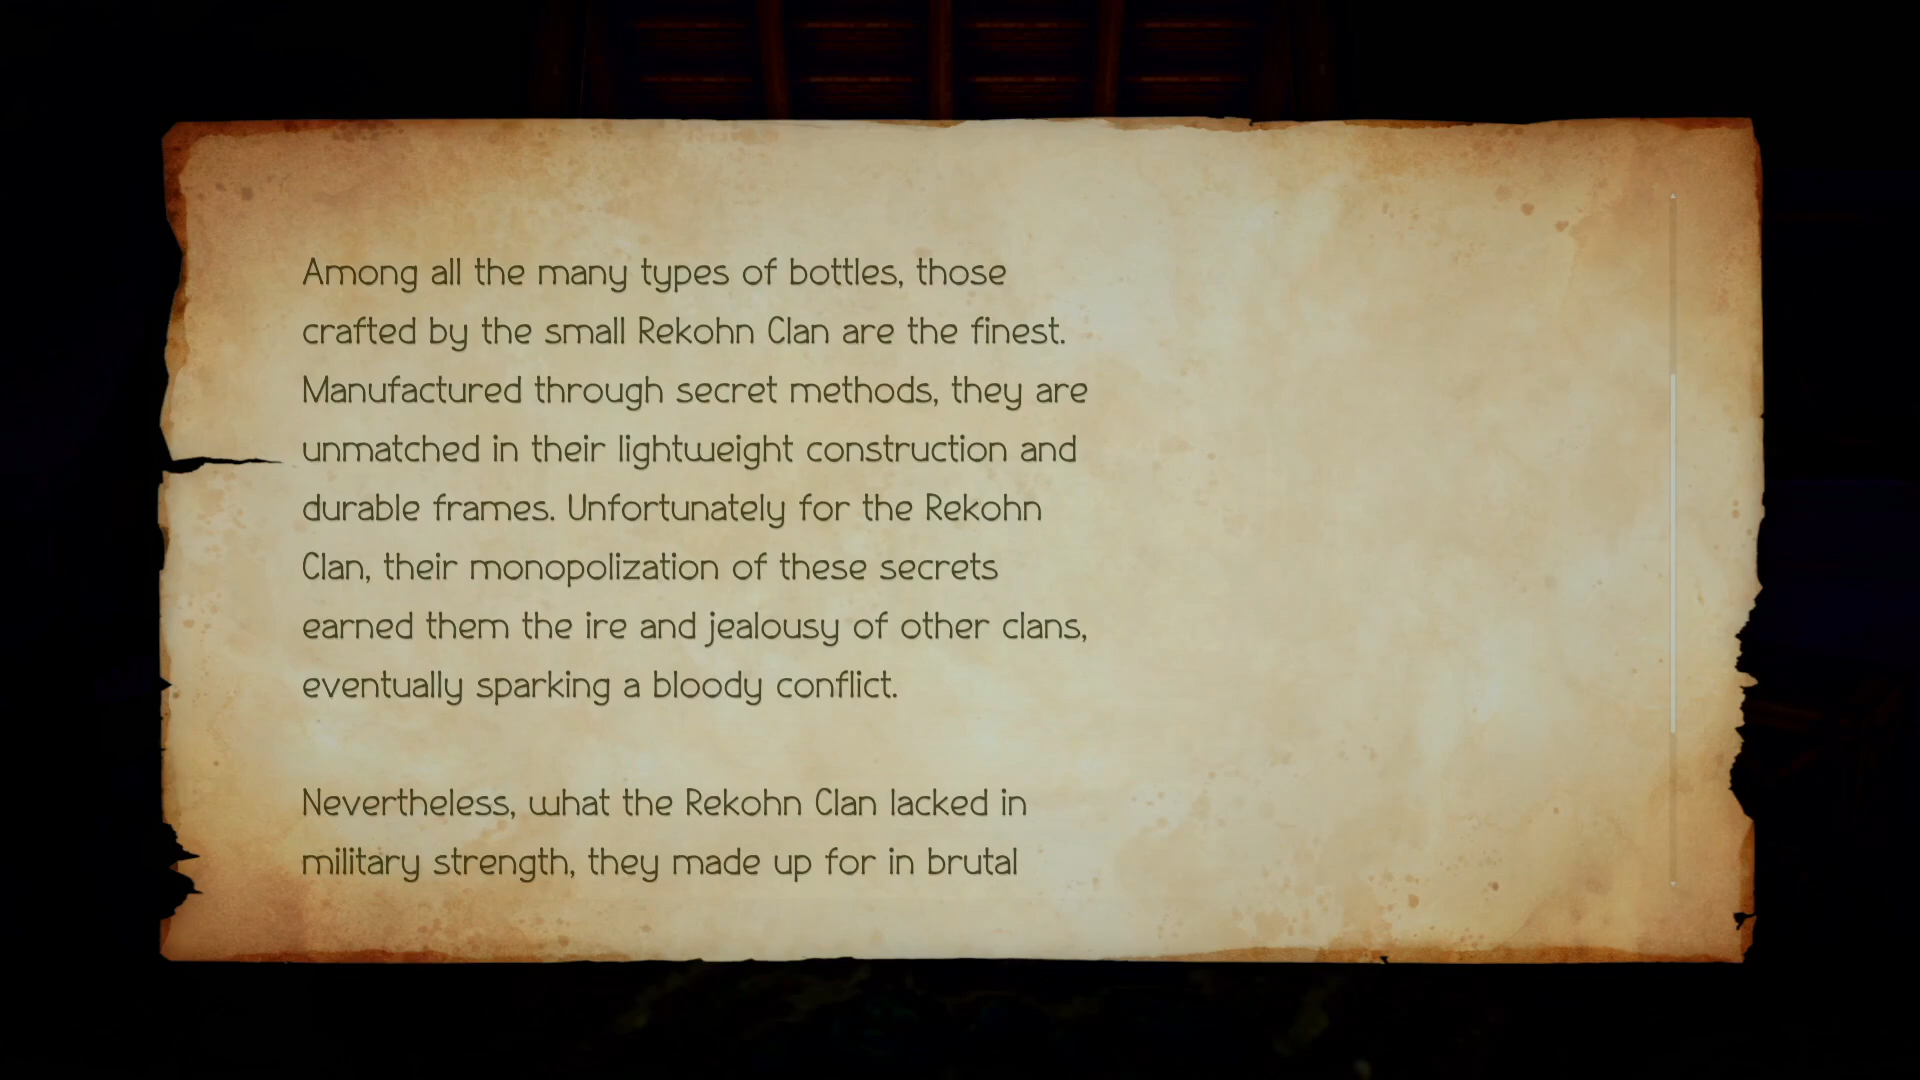 Among all the many types of bottles, those
crafted by the small Rekohn Clan are the finest.
Manufactured through secret methods, they are
unmatched in their lightweight construction and
durable frames. Unfortunately for the Rekohn
Clan, their monopolization of these secrets
earned them the ire and jealousy of other clans,
eventually sparking a bloody conflict.
Nevertheless, what the Rekohn Clan lacked in
military strength, they made up for in brutal